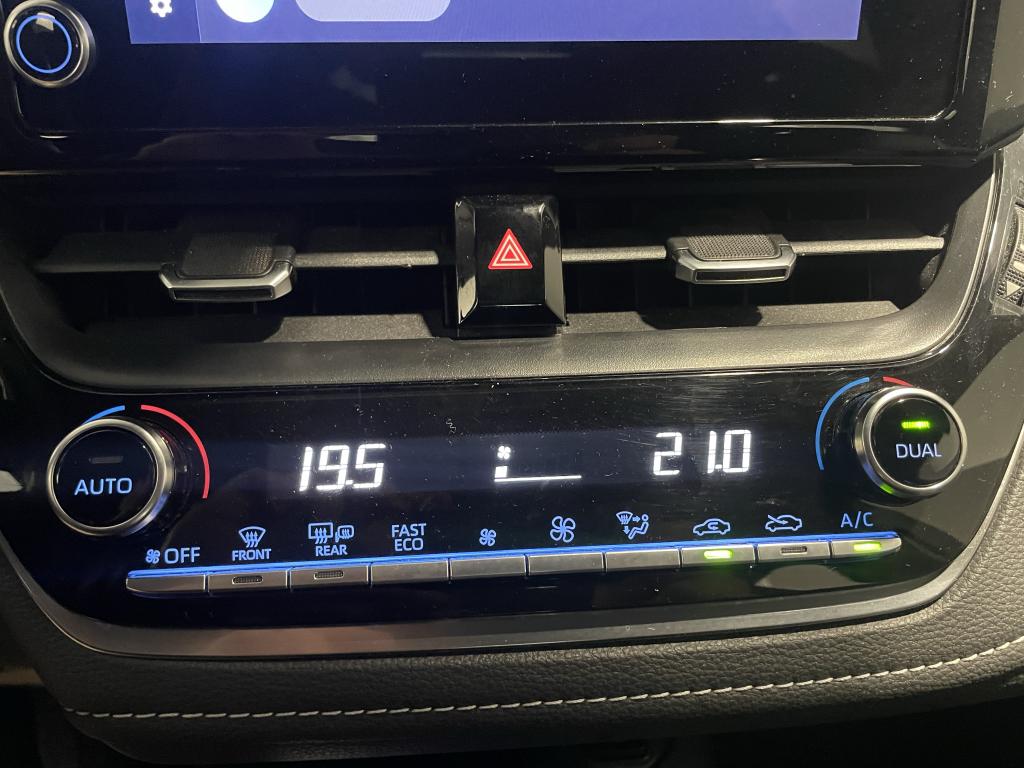 19.5
21.0
AUTO
DUAL
OFF
FRONT
REAR
FAST
ECO
A/C